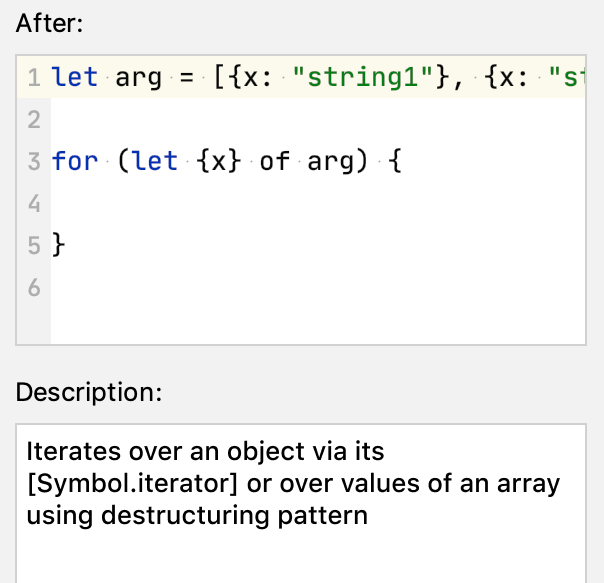 After:
1 let arg = [{x: "string1"}, {x: "st
2
3 for (let {x} of arg) {
4
5 }
6
Description:
Iterates over an object via its
[Symbol.iterator] or over values of an array
using destructuring pattern